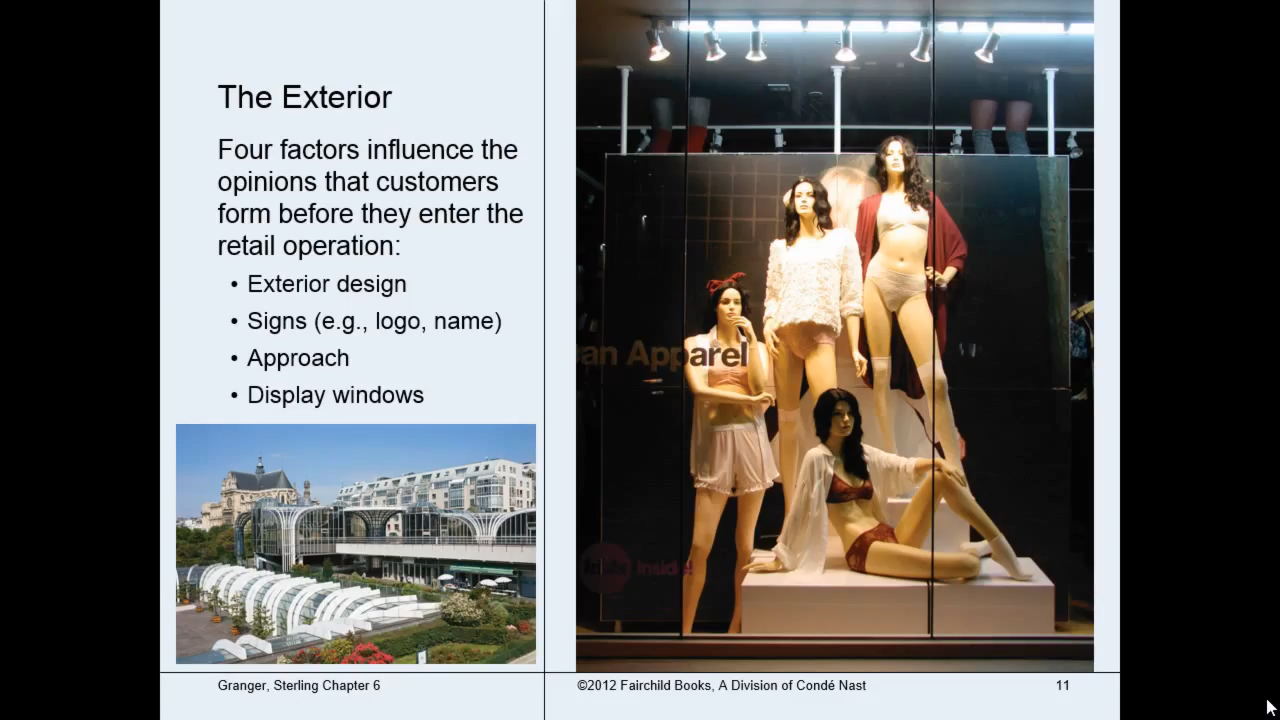 The Exterior
Four factors influence the
opinions that customers
form before they enter the
retail operation:
• Exterior design
• Signs (e.g., logo, name)
• Approach
• Display windows
an Apparel
Granger, Sterling Chapter 6
©2012 Fairchild Books, A Division of Condé Nast
11